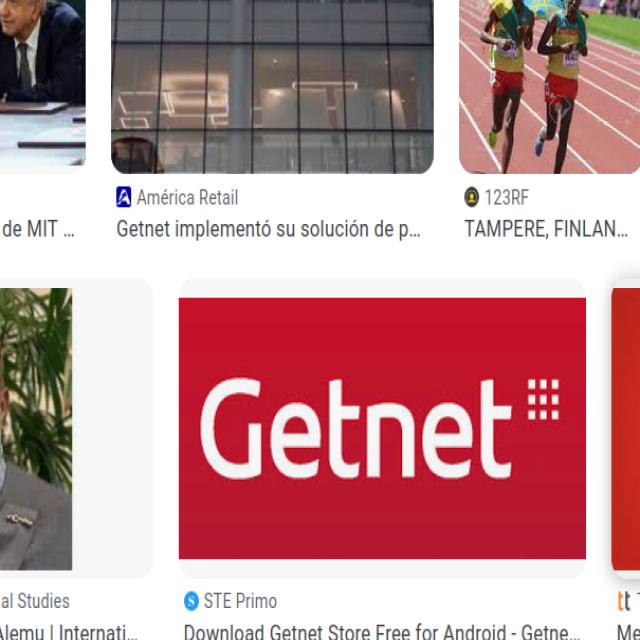 América Retail
123RF
de MIT ...
Getnet implementó su solución de p...
TAMPERE, FINLAN...
Getnet
al Studies
STE Primo
tt
Alemu | Internati...
Download Getnet Store Free for Android - Getne...
Me